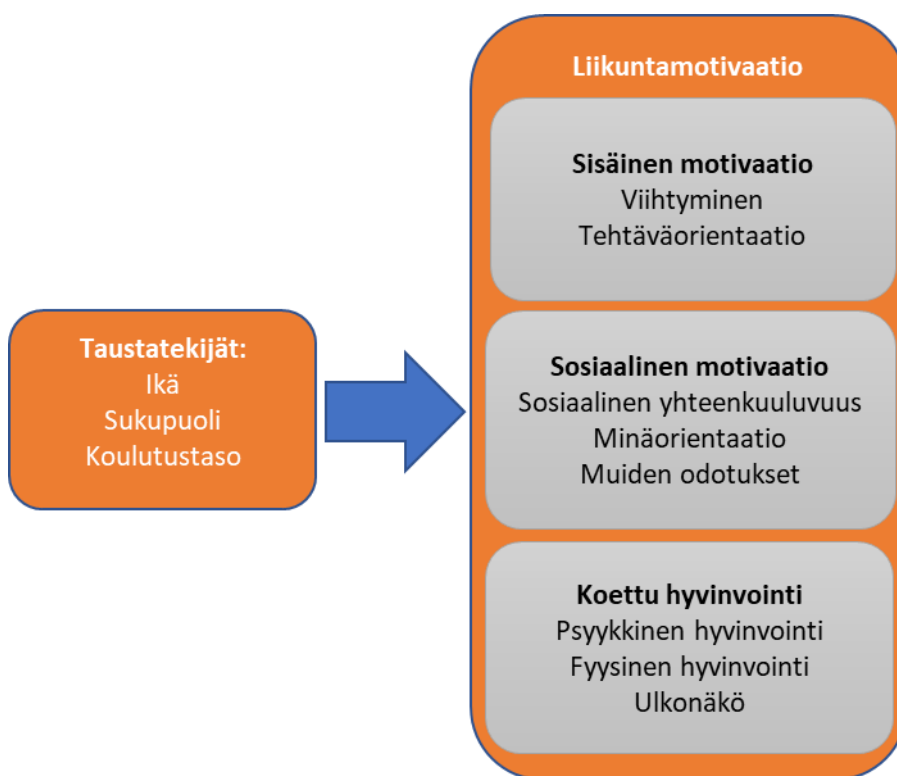 Liikuntamotivaatio
Sisäinen motivaatio
Viihtyminen
Tehtäväorientaatio
Taustatekijät:
Ikä
Sukupuoli
Koulutustaso
Sosiaalinen motivaatio
Sosiaalinen yhteenkuuluvuus
Minäorientaatio
Muiden odotukset
Koettu hyvinvointi
Psyykkinen hyvinvointi
Fyysinen hyvinvointi
Ulkonäkö